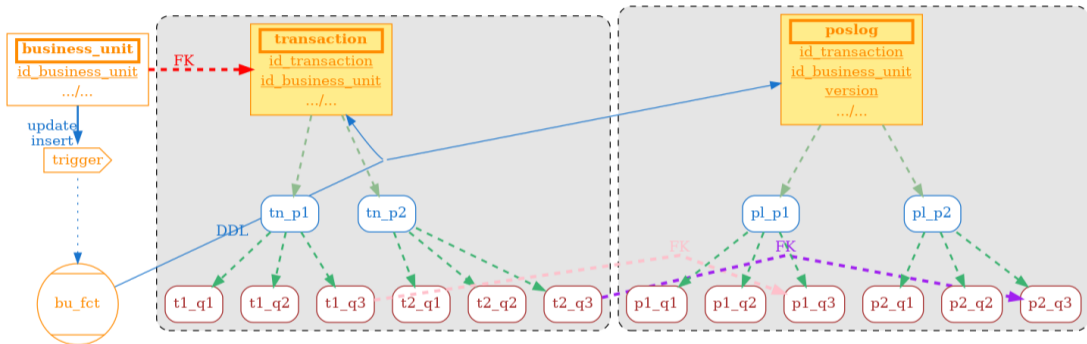 business_unit
id_business_unit
.../...
update
insert
trigger
bu_fct
FK
transaction
id_transaction
id_business_unit
.../...
poslog
id_transaction
id_business_unit
version
.../...
tn_p1
tn_p2
pl_p1
pl_p2
DDL
FK
FK
t1_q1
t1_q2
t1_q3
t2_q1
t2_q2
t2_q3
p1_q1
p1_q2
p1_q3
p2_q1
p2_q2
p2_q3